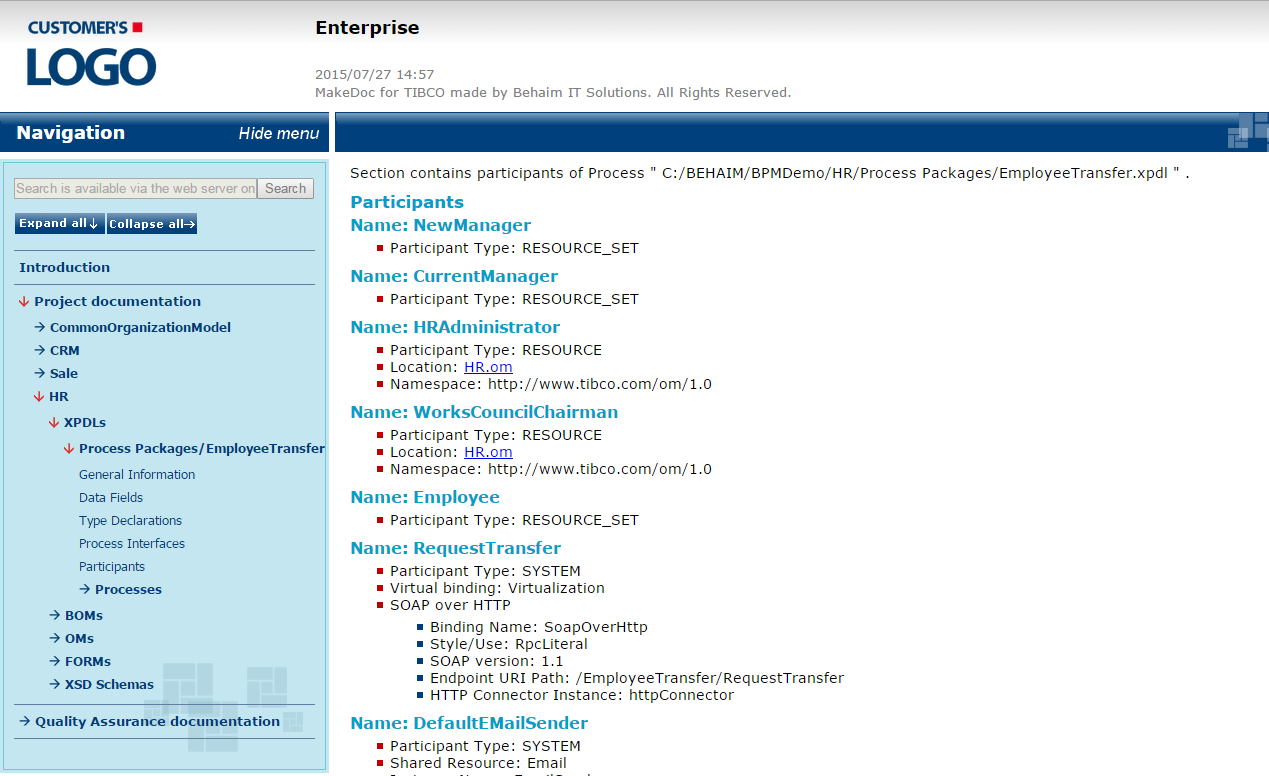 CUSTOMER'S
LOGO
Enterprise
2015/07/27 14:57
MakeDoc for TIBCO made by Behaim IT Solutions. All Rights Reserved.
Navigation Hide menu
Search is available via the web server on Search
Expand all↓ Collapse all→
Introduction
Project documentation
CommonOrganizationModel
CRM
Sale
HR
XPDLs
Process Packages/EmployeeTransfer
General Information
Data Fields
Type Declarations
Process Interfaces
Participants
Processes
BOMs
OMs
FORMs
XSD Schemas
Quality Assurance documentation
Section contains participants of Process " C:/BEHAIM/BPMDemo/HR/Process Packages/EmployeeTransfer.xpdl " .
Participants
Name: NewManager
Participant Type: RESOURCE_SET
Name: CurrentManager
Participant Type: RESOURCE_SET
Name: HRAdministrator
Participant Type: RESOURCE
Location: HR.om
Namespace: http://www.tibco.com/om/1.0
Name: WorksCouncilChairman
Participant Type: RESOURCE
Location: HR.om
Namespace: http://www.tibco.com/om/1.0
Name: Employee
Participant Type: RESOURCE_SET
Name: RequestTransfer
Participant Type: SYSTEM
Virtual binding: Virtualization
SOAP over HTTP
Binding Name: SoapOverHttp
Style/Use: RpcLiteral
SOAP version: 1.1
Endpoint URI Path: /EmployeeTransfer/RequestTransfer
HTTP Connector Instance: httpConnector
Name: DefaultEMailSender
Participant Type: SYSTEM
Shared Resource: Email